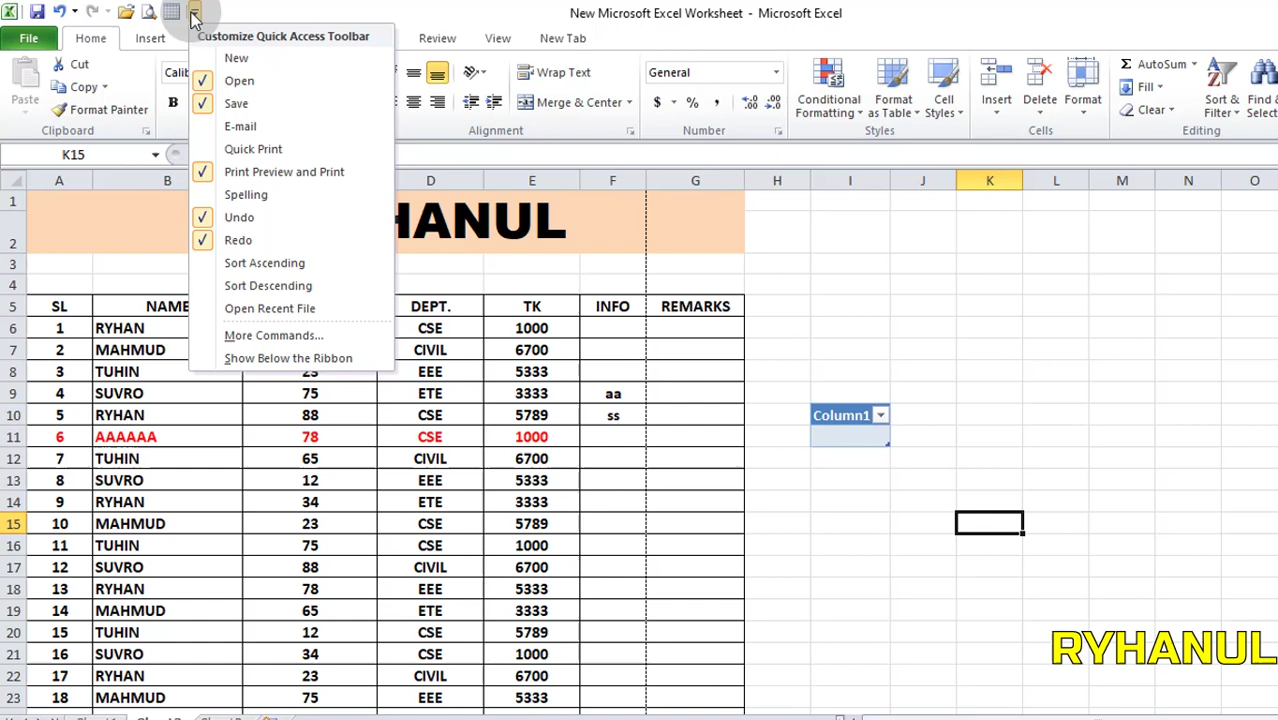 New Microsoft Excel Worksheet - Microsoft Excel
File Home Insert Review View New Tab
Customize Quick Access Toolbar
New
Open
Save
E-mail
Quick Print
Print Preview and Print
Spelling
Undo
Redo
Sort Ascending
Sort Descending
Open Recent File
More Commands...
Show Below the Ribbon
Paste
Cut
Copy
Format Painter
Clipboard
Calib
B
Wrap Text
Merge & Center
Alignment
General
$ % ,
Number
Conditional Formatting
Format as Table
Cell Styles
Styles
Insert
Delete
Format
Cells
Σ AutoSum
Fill
Clear
Sort & Filter
Find & Selec
Editing
K15
A B D E F G H I J K L M N O
1
2 HANUL
3
4
5 SL NAME DEPT. TK INFO REMARKS
6 1 RYHAN CSE 1000
7 2 MAHMUD CIVIL 6700
8 3 TUHIN 23 EEE 5333
9 4 SUVRO 75 ETE 3333 aa
10 5 RYHAN 88 CSE 5789 ss Column1
11 6 AAAAAA 78 CSE 1000
12 7 TUHIN 65 CIVIL 6700
13 8 SUVRO 12 EEE 5333
14 9 RYHAN 34 ETE 3333
15 10 MAHMUD 23 CSE 5789
16 11 TUHIN 75 CSE 1000
17 12 SUVRO 88 CIVIL 6700
18 13 RYHAN 78 EEE 5333
19 14 MAHMUD 65 ETE 3333
20 15 TUHIN 12 CSE 5789
21 16 SUVRO 34 CSE 1000
22 17 RYHAN 23 CIVIL 6700
23 18 MAHMUD 75 EEE 5333
RYHANUL